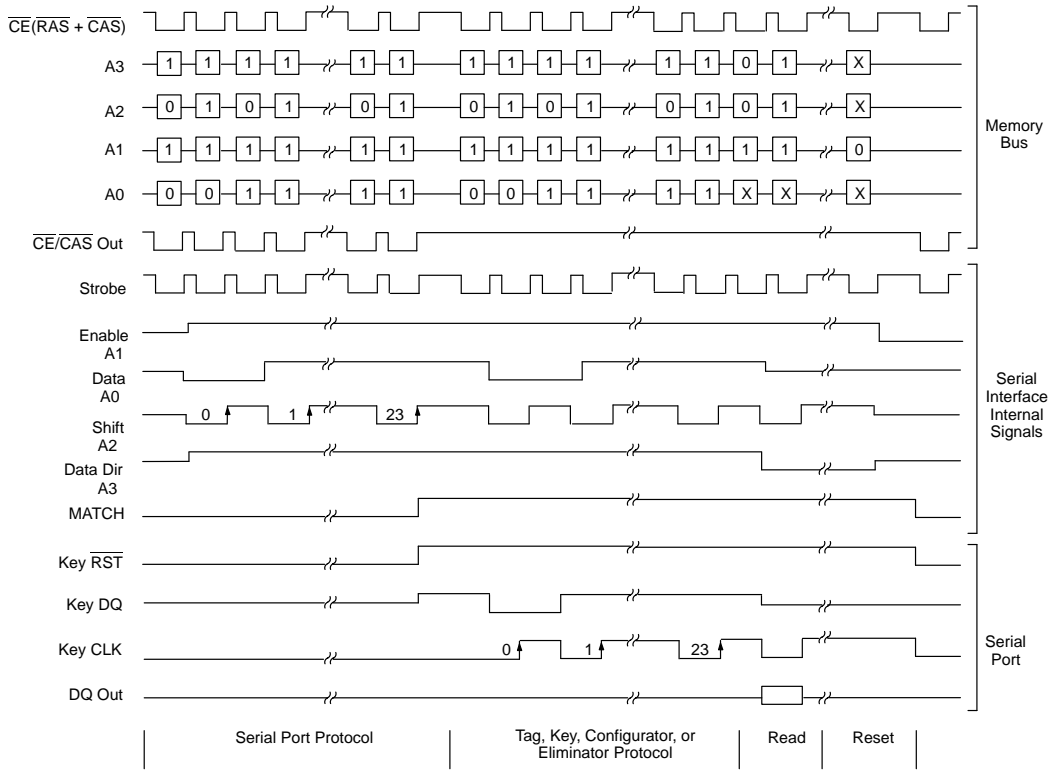 CE(RAS + CAS)
A3 1 1 1 1 1 1 1 1 1 1 1 1 0 1 X
A2 0 1 0 1 0 1 0 1 0 1 0 1 0 1 X
A1 1 1 1 1 1 1 1 1 1 1 1 1 1 1 0
A0 0 0 1 1 1 1 0 0 1 1 1 1 X X X
CE/CAS Out
Memory
Bus
Strobe
Enable
A1
Data
A0
Shift
A2
0 1 23
Data Dir
A3
MATCH
Serial
Interface
Internal
Signals
Key RST
Key DQ
Key CLK
0 1 23
DQ Out
Serial
Port
Serial Port Protocol
Tag, Key, Configurator, or
Eliminator Protocol
Read
Reset